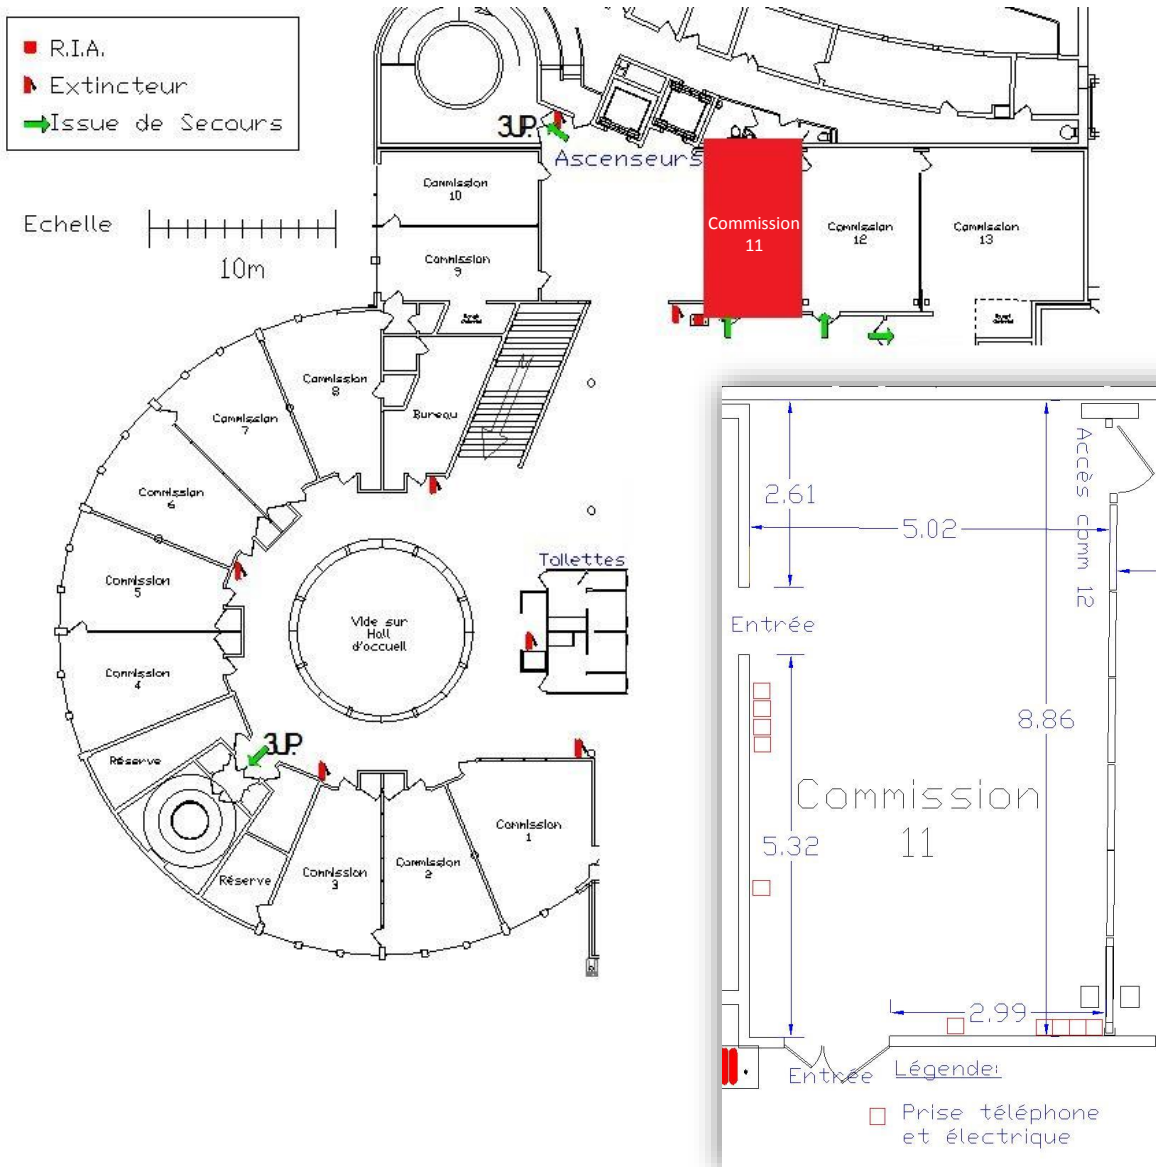 R.I.A.
Extincteur
Issue de Secours
Echelle
10m
3U.P.
Ascenseurs
Commission
10
Commission
9
Commission
11
Commission
12
Commission
13
Commission
8
Commission
7
Commission
6
Commission
5
Commission
4
Bureau
Toilettes
Vide sur
Hall
d'accueil
Réserve
3U.P.
Réserve
Commission
3
Commission
2
Commission
1
2.61
5.02
Accès comm 12
Entrée
8.86
Commission
11
5.32
2.99
Entrée
Légende:
Prise téléphone
et électrique